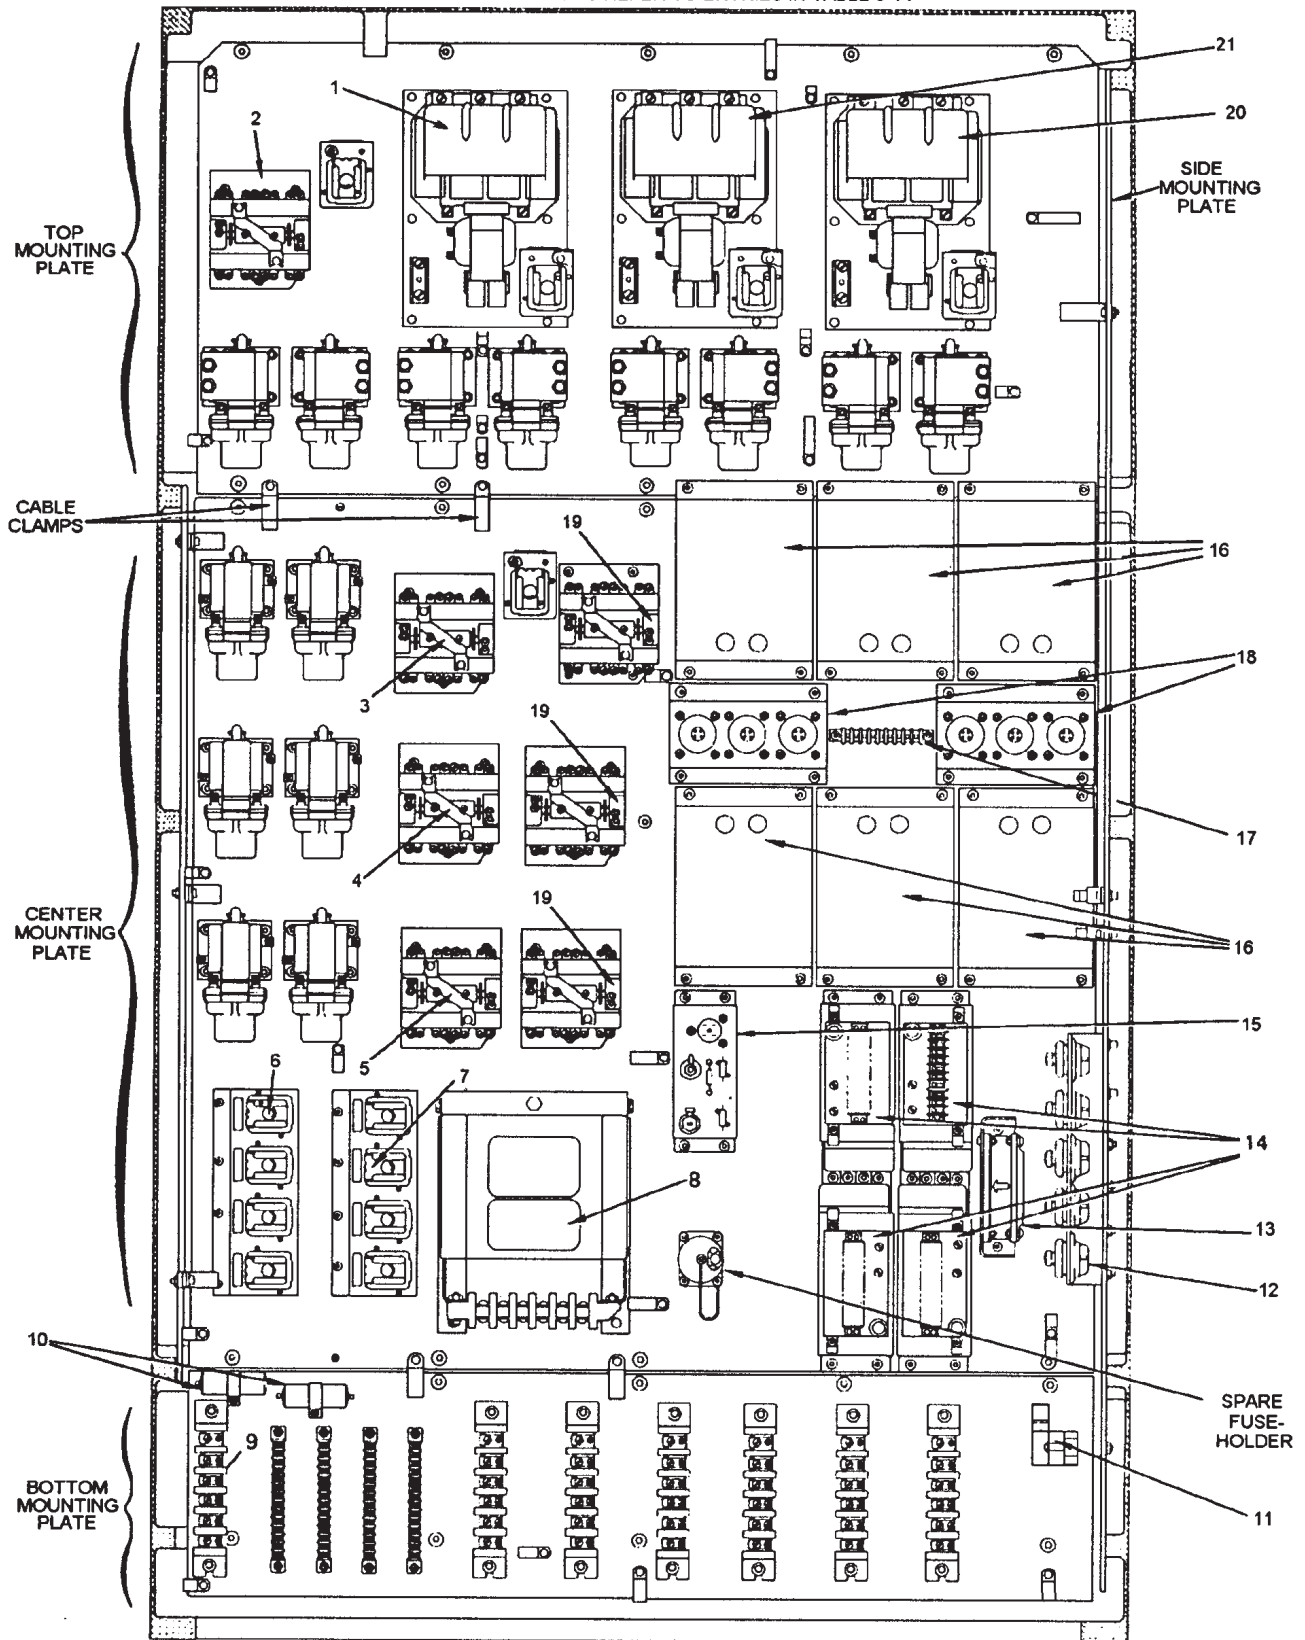 21
1
20
2
SIDE
MOUNTING
PLATE
TOP
MOUNTING
PLATE
CABLE
CLAMPS
19
16
3
18
19
4
17
CENTER
MOUNTING
PLATE
19
16
15
5
7
6
14
8
13
12
10
SPARE
FUSE-
HOLDER
9
BOTTOM
MOUNTING
PLATE
11